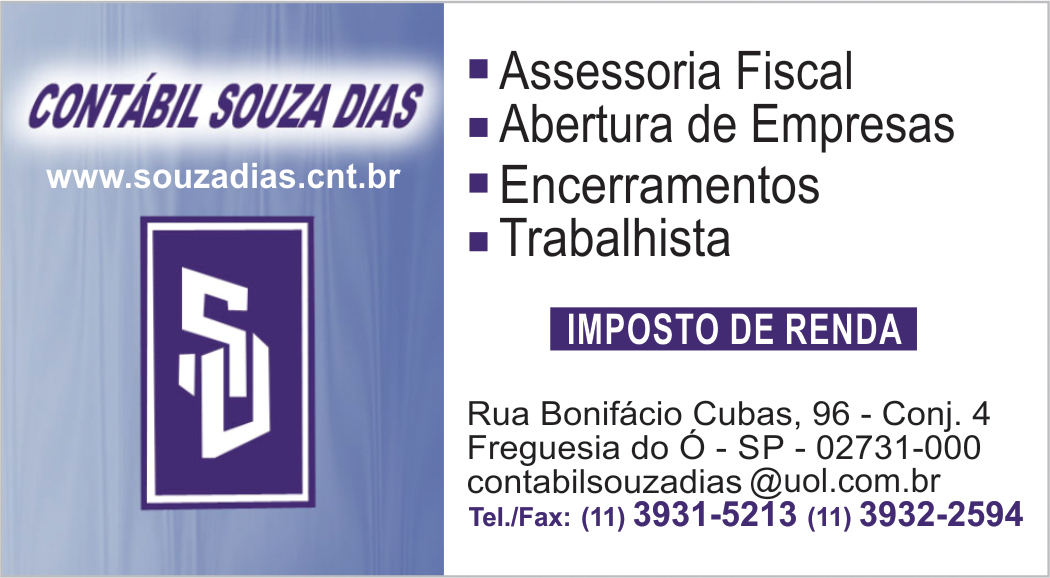 CONTÁBIL SOUZA DIAS
www.souzadias.cnt.br
SD
Assessoria Fiscal
Abertura de Empresas
Encerramentos
Trabalhista
IMPOSTO DE RENDA
Rua Bonifácio Cubas, 96 - Conj. 4
Freguesia do Ó - SP - 02731-000
contabilsouzadias @uol.com.br
Tel./Fax: (11) 3931-5213 (11) 3932-2594